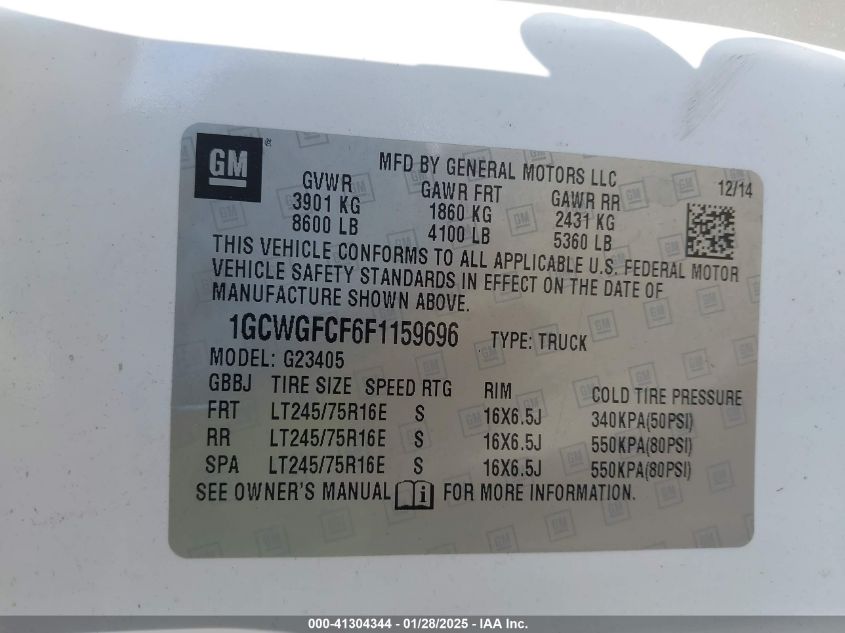 GM®
MFD BY GENERAL MOTORS LLC
12/14
GVWR GAWR FRT GAWR RR
3901 KG 1860 KG 2431 KG
8600 LB 4100 LB 5360 LB
THIS VEHICLE CONFORMS TO ALL APPLICABLE U.S. FEDERAL MOTOR
VEHICLE SAFETY STANDARDS IN EFFECT ON THE DATE OF
MANUFACTURE SHOWN ABOVE.
1GCWGFCF6F1159696 TYPE: TRUCK
MODEL: G23405
GBBJ TIRE SIZE SPEED RTG RIM COLD TIRE PRESSURE
FRT LT245/75R16E S 16X6.5J 340KPA(50PSI)
RR LT245/75R16E S 16X6.5J 550KPA(80PSI)
SPA LT245/75R16E S 16X6.5J 550KPA(80PSI)
SEE OWNER'S MANUAL FOR MORE INFORMATION.
000-41304344 - 01/28/2025 - IAA Inc.